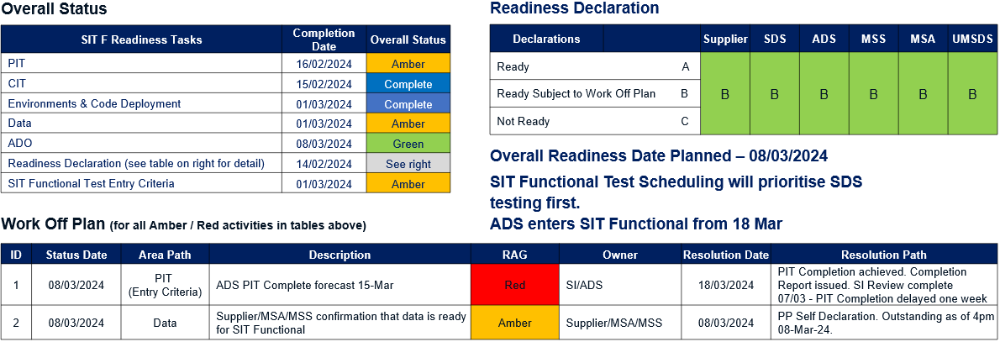 Overall Status
SIT F Readiness Tasks Completion Date Overall Status
PIT 16/02/2024 Amber
CIT 15/02/2024 Complete
Environments & Code Deployment 01/03/2024 Complete
Data 01/03/2024 Amber
ADO 08/03/2024 Green
Readiness Declaration (see table on right for detail) 14/02/2024 See right
SIT Functional Test Entry Criteria 01/03/2024 Amber
Readiness Declaration
Declarations Supplier SDS ADS MSS MSA UMSDS
Ready A
Ready Subject to Work Off Plan B B B B B B B
Not Ready C
Overall Readiness Date Planned – 08/03/2024
SIT Functional Test Scheduling will prioritise SDS
testing first.
ADS enters SIT Functional from 18 Mar
Work Off Plan (for all Amber / Red activities in tables above)
ID Status Date Area Path Description RAG Owner Resolution Date Resolution Path
1 08/03/2024 PIT
(Entry Criteria) ADS PIT Complete forecast 15-Mar Red SI/ADS 18/03/2024 PIT Completion achieved. Completion
Report issued. SI Review complete
07/03 - PIT Completion delayed one week
2 08/03/2024 Data Supplier/MSA/MSS confirmation that data is ready
for SIT Functional Amber Supplier/MSA/MSS 08/03/2024 PP Self Declaration. Outstanding as of 4pm
08-Mar-24.